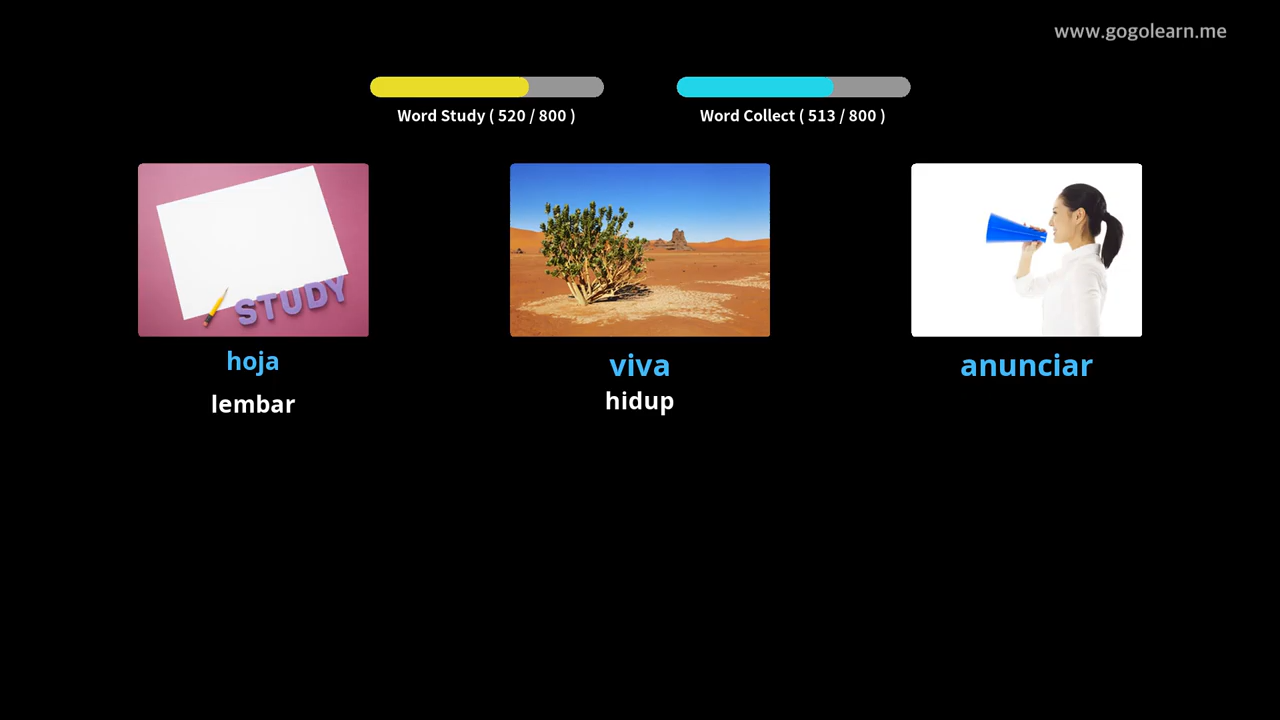 www.gogolearn.me
Word Study ( 520 / 800 )
Word Collect ( 513 / 800 )
STUDY
hoja
lembar
viva
hidup
anunciar